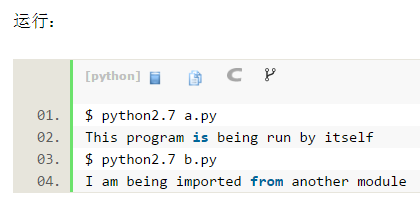 运行：
[python]
01. $ python2.7 a.py
02. This program is being run by itself
03. $ python2.7 b.py
04. I am being imported from another module